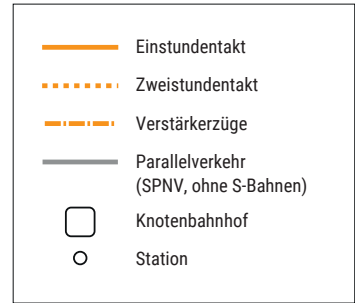 Einstundentakt
Zweistundentakt
Verstärkerzüge
Parallelverkehr
(SPNV, ohne S-Bahnen)
Knotenbahnhof
Station